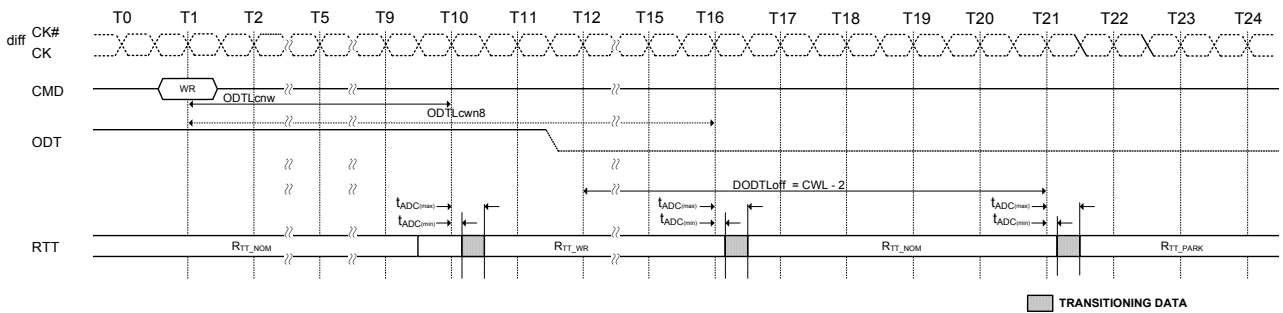 T0 T1 T2 T5 T9 T10 T11 T12 T15 T16 T17 T18 T19 T20 T21 T22 T23 T24
diff CK#
CK
CMD WR
ODTLcnw
ODTLcwn8
ODT
DODTLoff = CWL - 2
tADC(max) tADC(max) tADC(max)
tADC(min) tADC(min) tADC(min)
RTT RTT_NOM RTT_WR RTT_NOM RTT_PARK
TRANSITIONING DATA